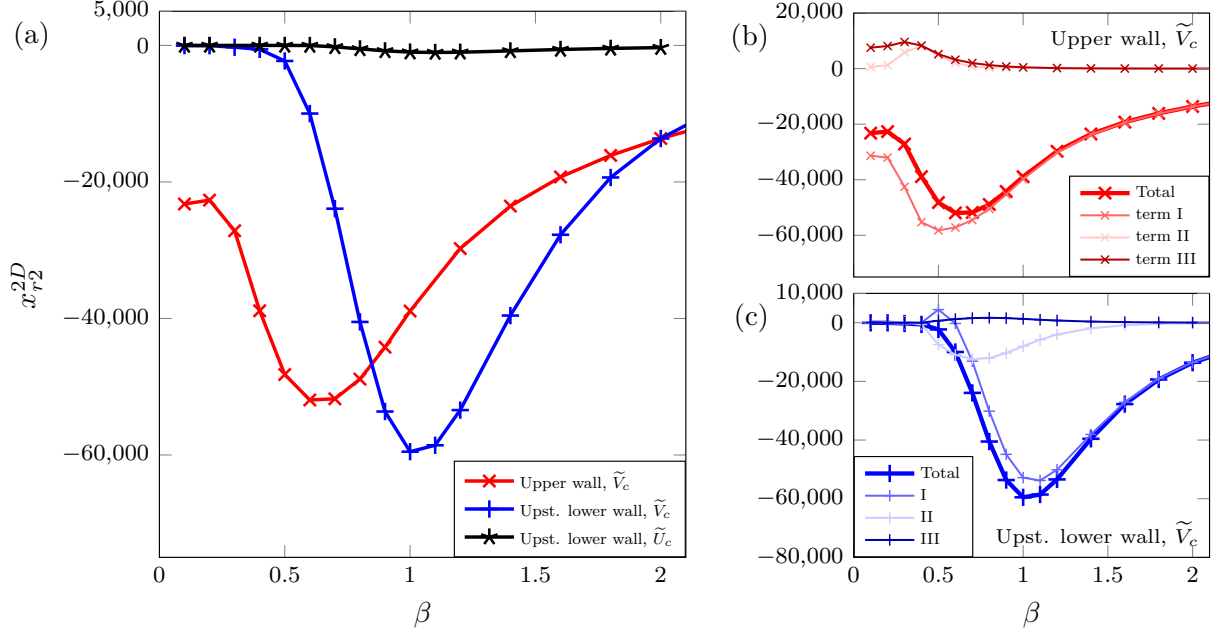 (a)
5,000
0
−20,000
−40,000
−60,000
x_{r2}^{2D}
0
0.5
1
1.5
2
β
Upper wall, Ṽ_c
Upst. lower wall, Ṽ_c
Upst. lower wall, Ũ_c
(b)
Upper wall, Ṽ_c
20,000
0
−20,000
−40,000
−60,000
Total
term I
term II
term III
(c)
10,000
0
−20,000
−40,000
−60,000
−80,000
Total
I
II
III
Upst. lower wall, Ṽ_c
0
0.5
1
1.5
2
β